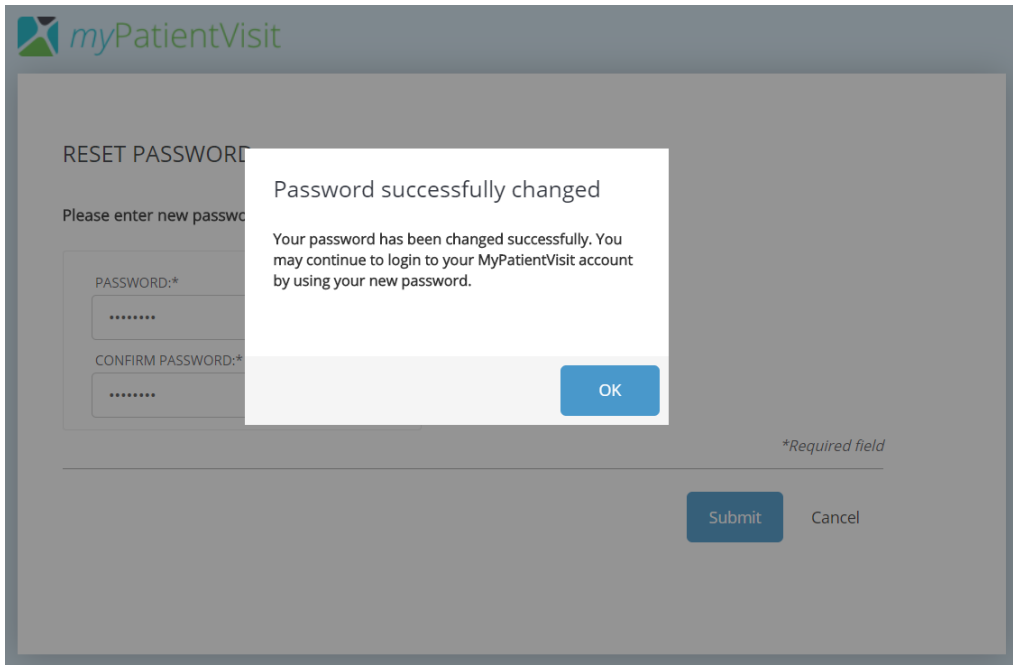 myPatientVisit
RESET PASSWORD
Please enter new passwo
PASSWORD:*
••••••••
CONFIRM PASSWORD:*
••••••••
Password successfully changed
Your password has been changed successfully. You
may continue to login to your MyPatientVisit account
by using your new password.
OK
*Required field
Submit Cancel